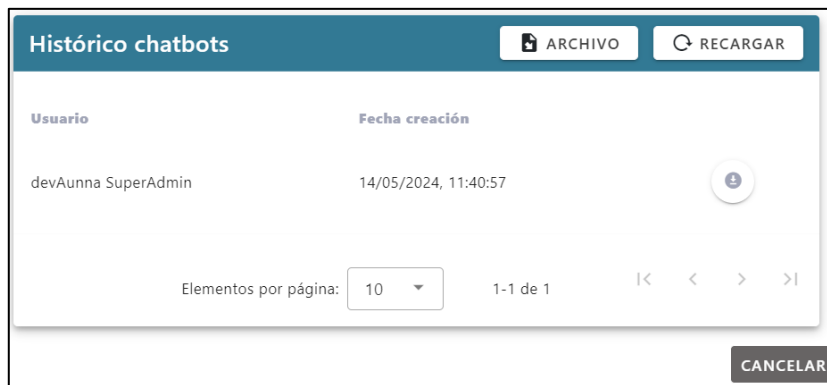 Histórico chatbots ARCHIVO RECARGAR
Usuario Fecha creación
devAunna SuperAdmin 14/05/2024, 11:40:57
Elementos por página: 10 1-1 de 1
CANCELAR